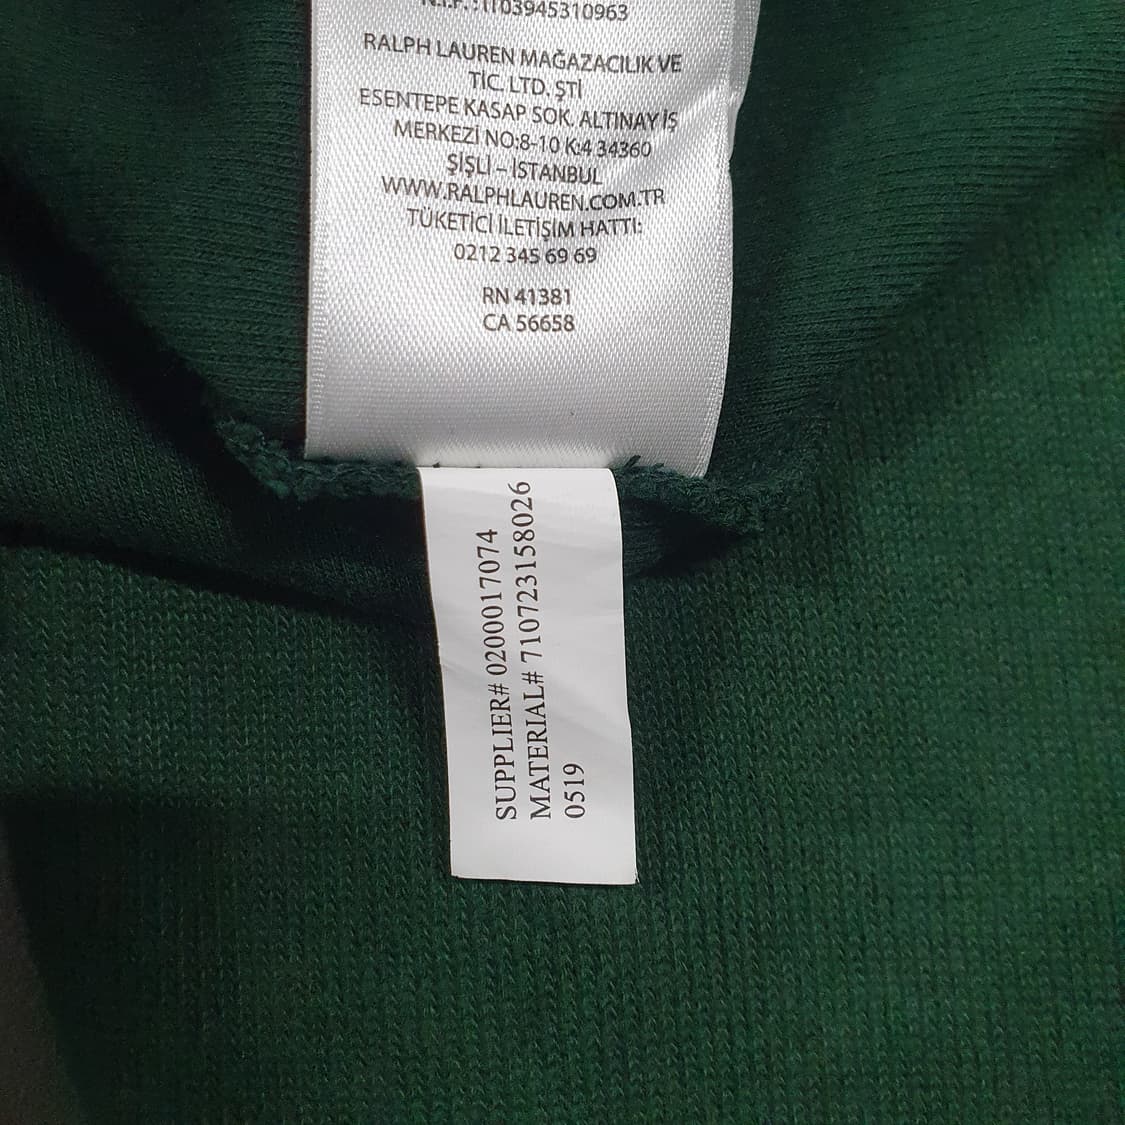 N.I.F.: IT03945310963
RALPH LAUREN MAĞAZACILIK VE
TİC. LTD. ŞTİ
ESENTEPE KASAP SOK. ALTINAY İŞ
MERKEZİ NO:8-10 K:4 34360
ŞİŞLİ – İSTANBUL
WWW.RALPHLAUREN.COM.TR
TÜKETİCİ İLETİŞİM HATTI:
0212 345 69 69
RN 41381
CA 56658
SUPPLIER# 0200017074
MATERIAL# 710723158026
0519